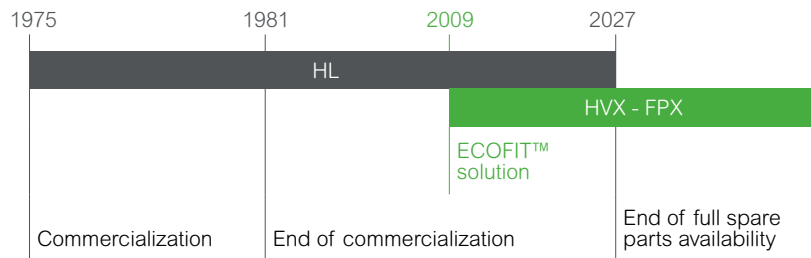 1975
1981
2009
2027
HL
HVX - FPX
ECOFIT™
solution
Commercialization
End of commercialization
End of full spare
parts availability